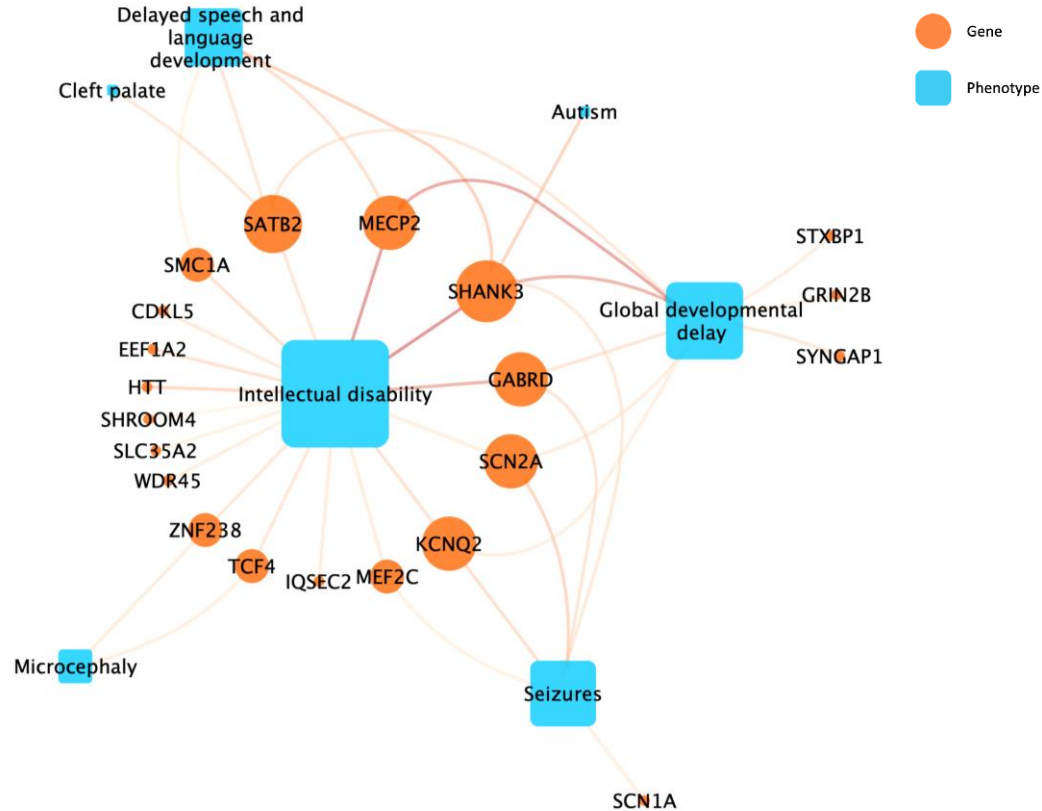 Delayed speech and
language
development
Gene
Phenotype
Cleft palate
Autism
SATB2
MECP2
STXBP1
SMC1A
SHANK3
GRIN2B
CDKL5
Global developmental
delay
EEF1A2
SYNGAP1
HTT
GABRD
Intellectual disability
SHROOM4
SLC35A2
SCN2A
WDR45
ZNF238
KCNQ2
TCF4
IQSEC2
MEF2C
Microcephaly
Seizures
SCN1A